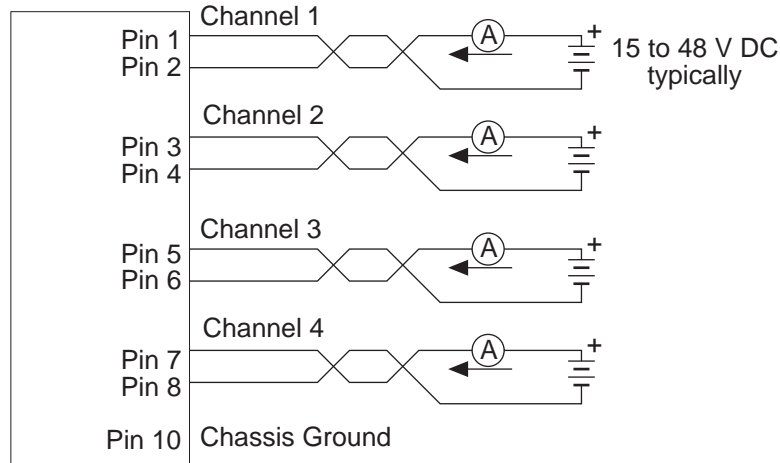 Channel 1
Pin 1
Pin 2
A
+
15 to 48 V DC
typically
Channel 2
Pin 3
Pin 4
A
+
Channel 3
Pin 5
Pin 6
A
+
Channel 4
Pin 7
Pin 8
A
+
Pin 10
Chassis Ground